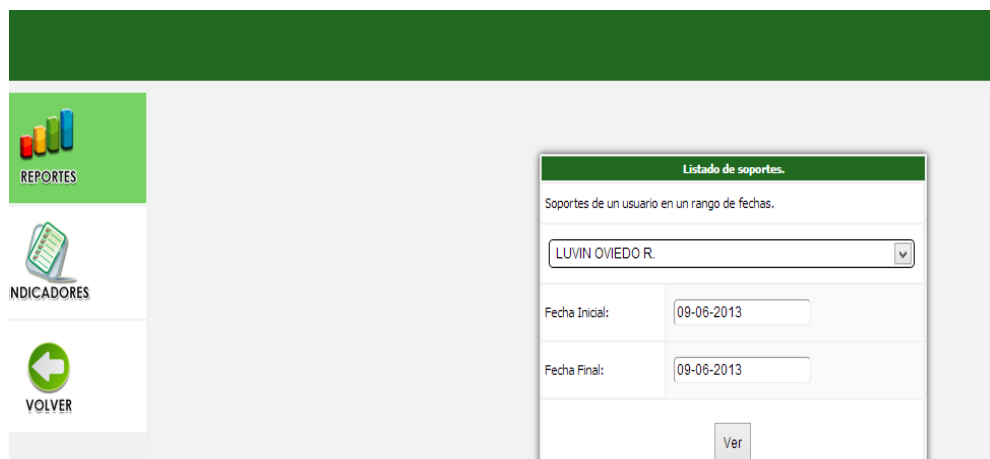 REPORTES
NDICADORES
VOLVER
Listado de soportes.
Soportes de un usuario en un rango de fechas.
LUVIN OVIEDO R.
Fecha Inicial: 09-06-2013
Fecha Final: 09-06-2013
Ver